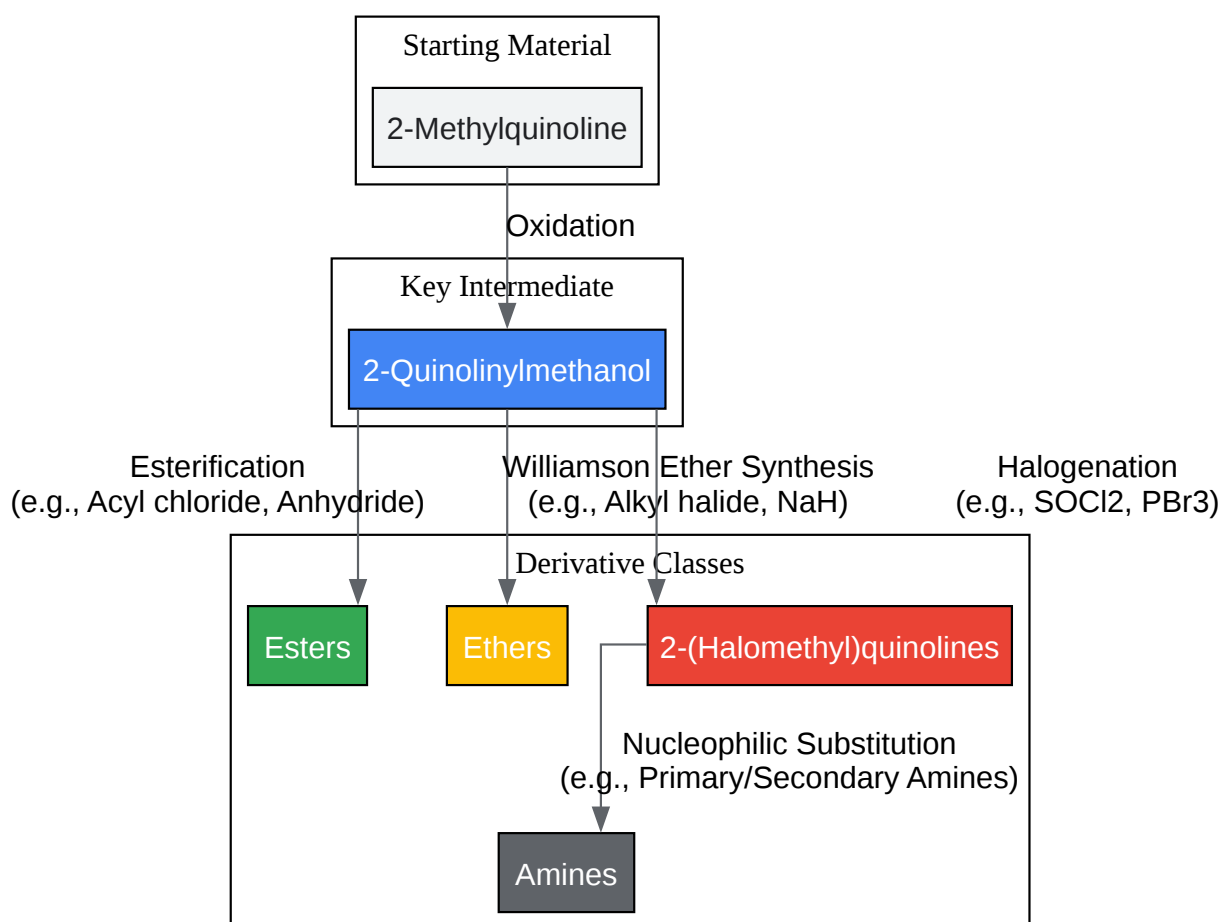 Starting Material
2-Methylquinoline
Oxidation
Key Intermediate
2-Quinolinylmethanol
Esterification
(e.g., Acyl chloride, Anhydride)
Williamson Ether Synthesis
(e.g., Alkyl halide, NaH)
Halogenation
(e.g., SOCl2, PBr3)
Derivative Classes
Esters
Ethers
2-(Halomethyl)quinolines
Nucleophilic Substitution
(e.g., Primary/Secondary Amines)
Amines